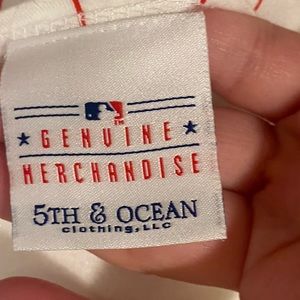 GENUINE
MERCHANDISE
5TH & OCEAN
clothing, LLC